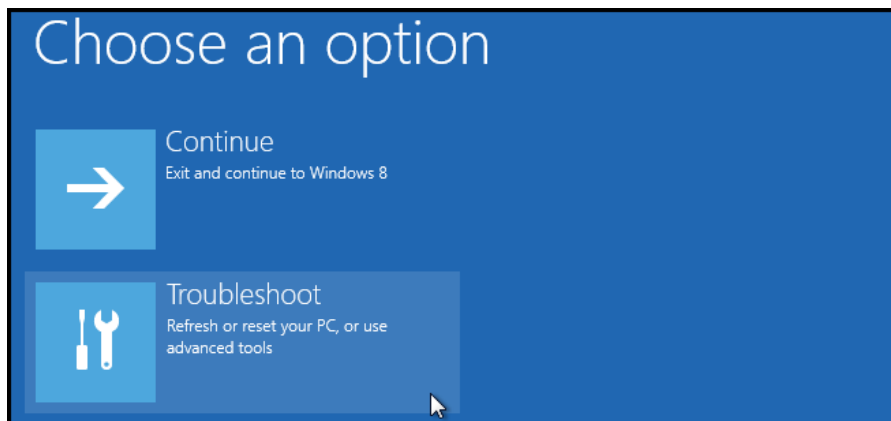 Choose an option
Continue
Exit and continue to Windows 8
Troubleshoot
Refresh or reset your PC, or use
advanced tools